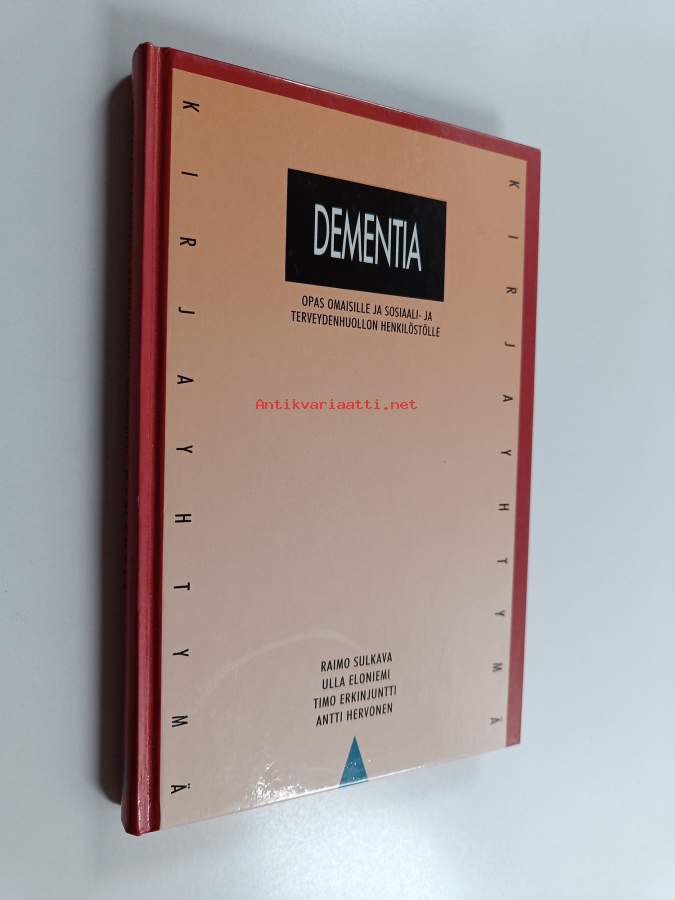 KIRJAYHTYMÄ
DEMENTIA
OPAS OMAISILLE JA SOSIAALI- JA
TERVEYDENHUOLLON HENKILÖSTÖLLE
Antikvariaatti.net
RAIMO SULKAVA
ULLA ELONIEMI
TIMO ERKINJUNTTI
ANTTI HERVONEN
KIRJAYHTYMÄ